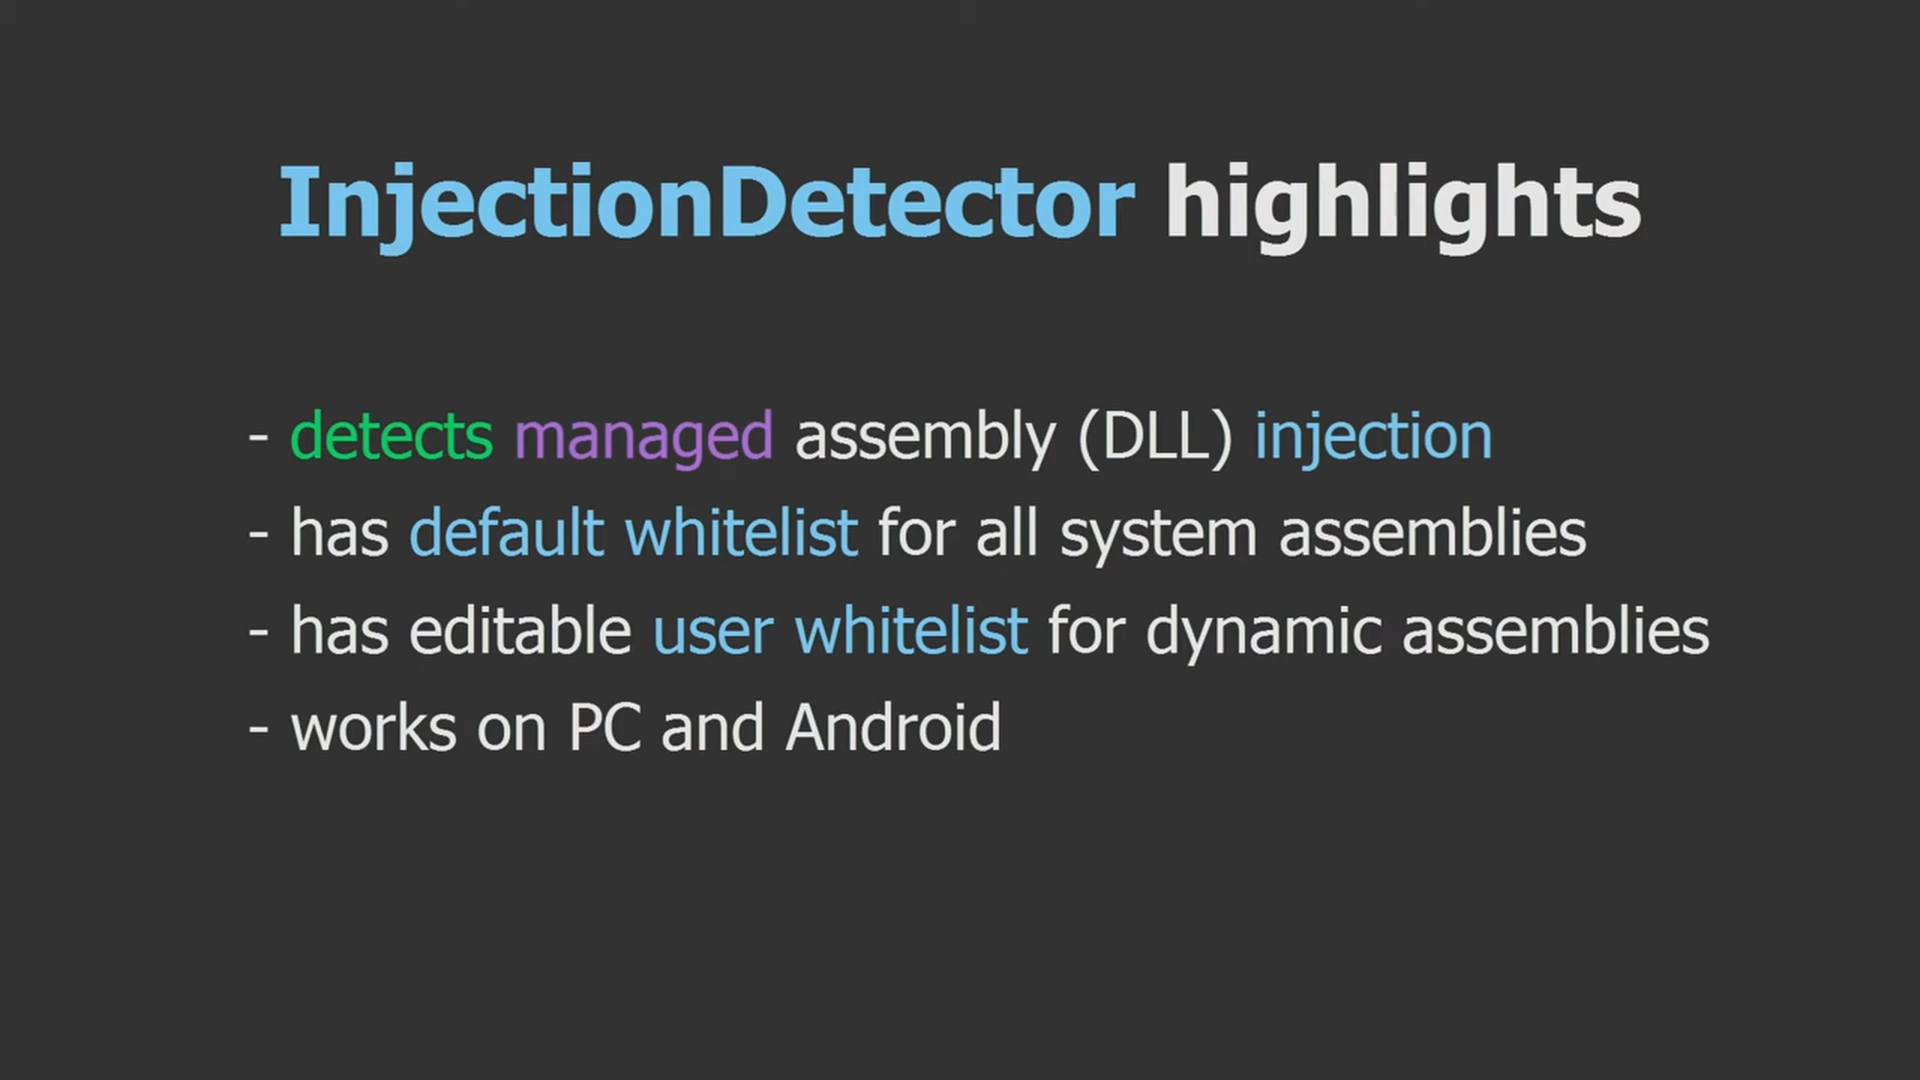 InjectionDetector highlights
- detects managed assembly (DLL) injection
- has default whitelist for all system assemblies
- has editable user whitelist for dynamic assemblies
- works on PC and Android